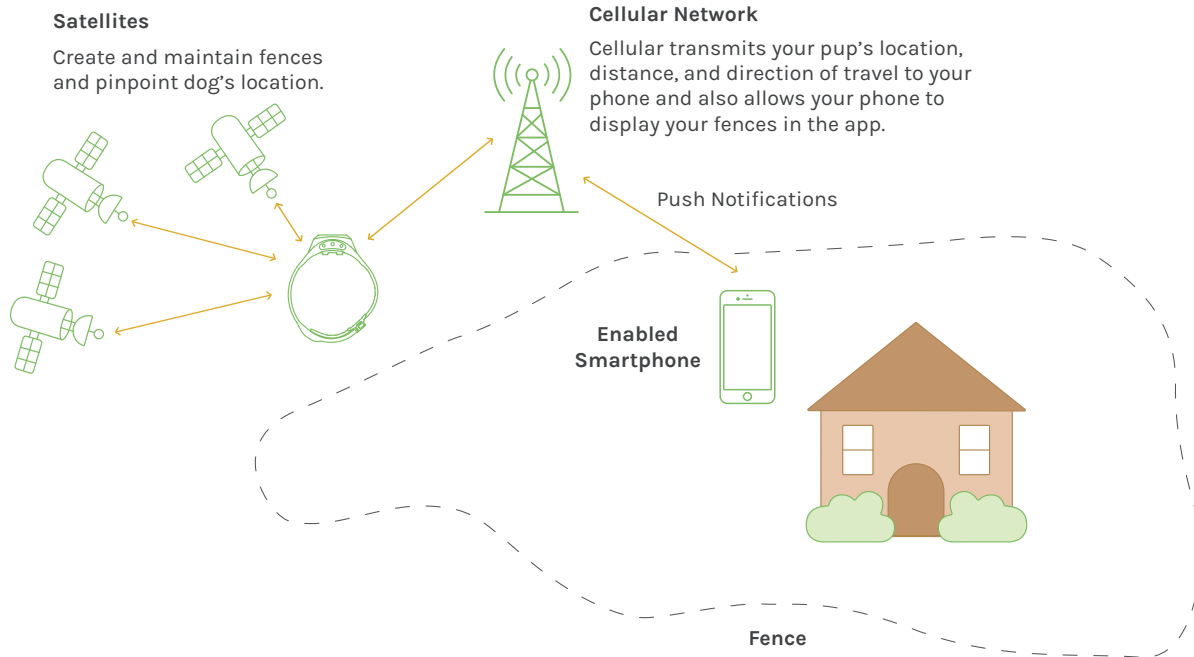 Satellites
Create and maintain fences
and pinpoint dog's location.
Cellular Network
Cellular transmits your pup's location,
distance, and direction of travel to your
phone and also allows your phone to
display your fences in the app.
Push Notifications
Enabled
Smartphone
Fence